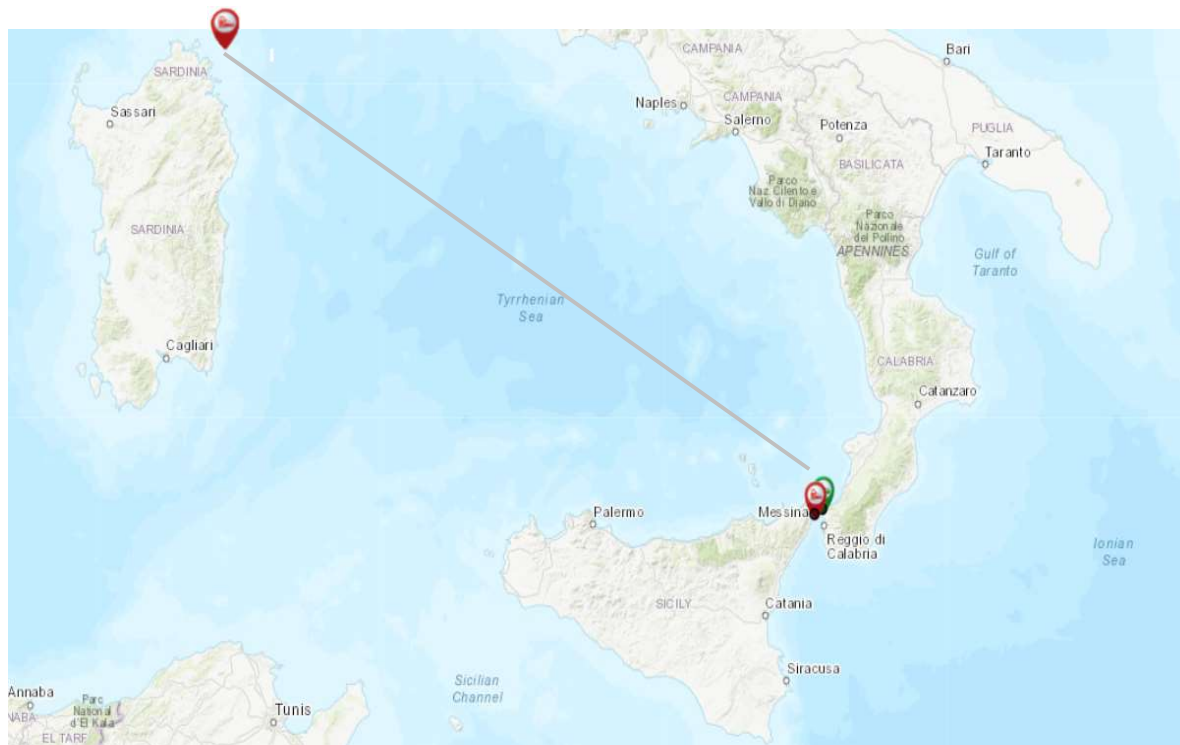 CAMPANIA
Bari
SARDINIA
Naples
CAMPANIA
Sassari
Salerno
Potenza
PUGLIA
Taranto
BASILICATA
Parco
Naz. Cilento e
Vallo di Diano
Parco
Nazionale
del Pollino
SARDINIA
APENNINES
Gulf of
Taranto
Tyrrhenian
Sea
Cagliari
CALABRIA
Catanzaro
Palermo
Messina
Reggio di
Calabria
Ionian
Sea
SICILY
Catania
Siracusa
Sicilian
Channel
Annaba
NABA
Parc
National
d'El Kala
EL TARF
Tunis